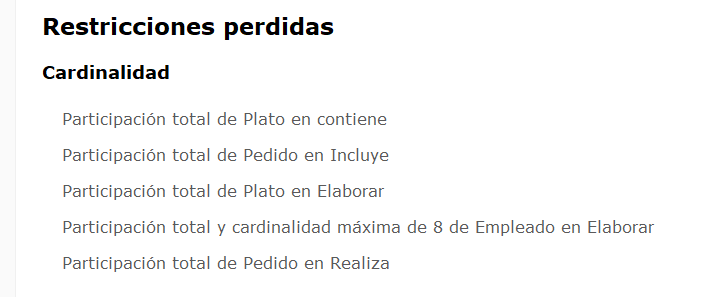 Restricciones perdidas
Cardinalidad
Participación total de Plato en contiene
Participación total de Pedido en Incluye
Participación total de Plato en Elaborar
Participación total y cardinalidad máxima de 8 de Empleado en Elaborar
Participación total de Pedido en Realiza